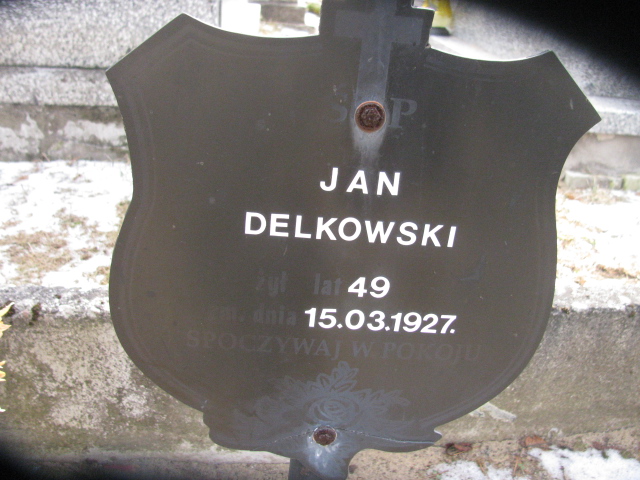 Ś P
JAN
DELKOWSKI
żył lat 49
zm. dnia 15.03.1927.
SPOCZYWAJ W POKOJU